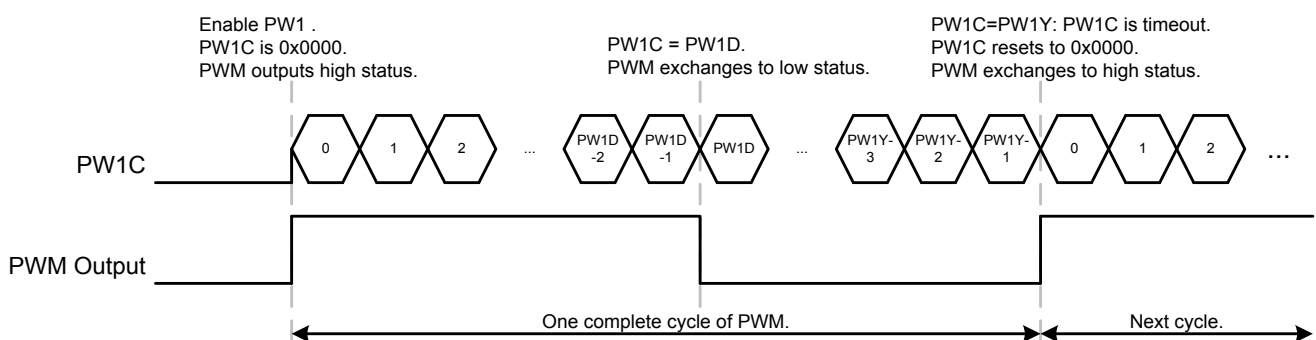 Enable PW1 .
PW1C is 0x0000.
PWM outputs high status.
PW1C = PW1D.
PWM exchanges to low status.
PW1C=PW1Y: PW1C is timeout.
PW1C resets to 0x0000.
PWM exchanges to high status.
PW1C
0
1
2
...
PW1D
-2
PW1D
-1
PW1D
...
PW1Y-
3
PW1Y-
2
PW1Y-
1
0
1
2
...
PWM Output
One complete cycle of PWM.
Next cycle.